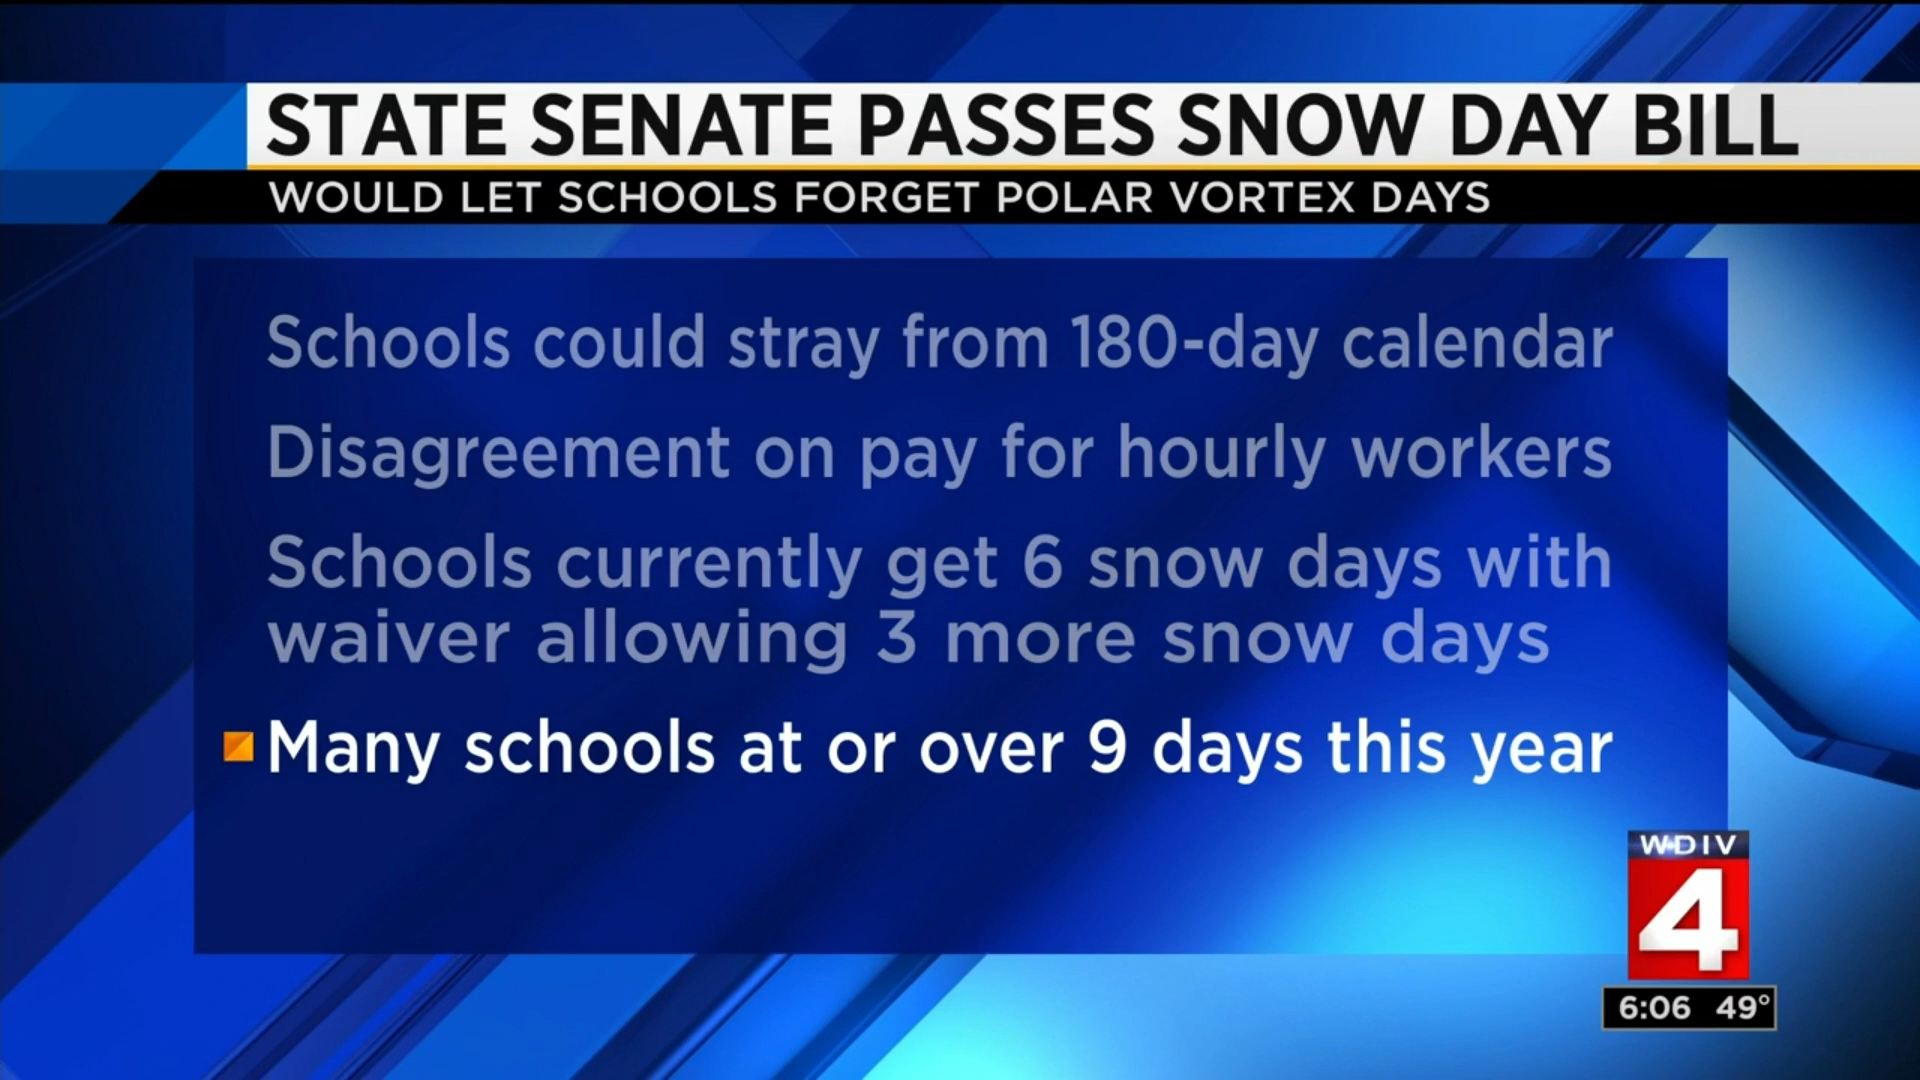 STATE SENATE PASSES SNOW DAY BILL
WOULD LET SCHOOLS FORGET POLAR VORTEX DAYS
Schools could stray from 180-day calendar
Disagreement on pay for hourly workers
Schools currently get 6 snow days with
waiver allowing 3 more snow days
Many schools at or over 9 days this year
WDIV
4
6:06 49°